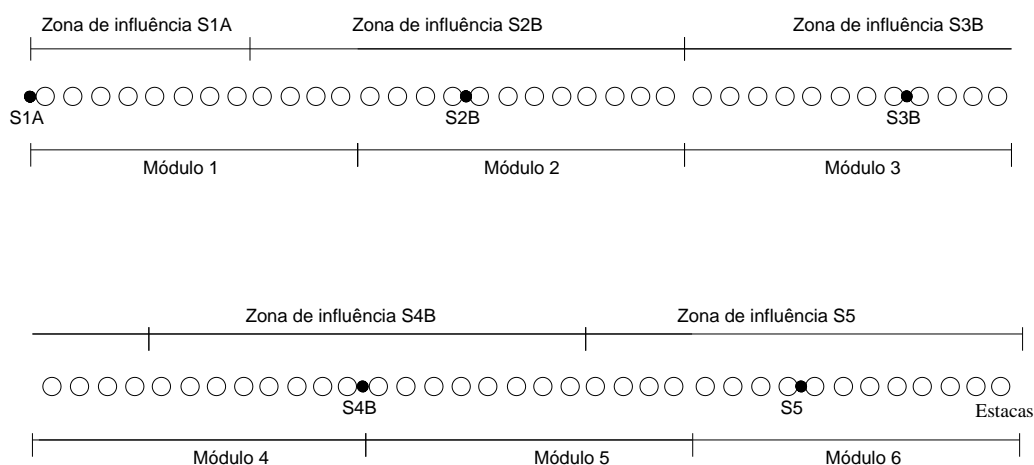 Zona de influência S1A Zona de influência S2B Zona de influência S3B
S1A S2B S3B
Módulo 1 Módulo 2 Módulo 3
Zona de influência S4B Zona de influência S5
S4B S5 Estacas
Módulo 4 Módulo 5 Módulo 6